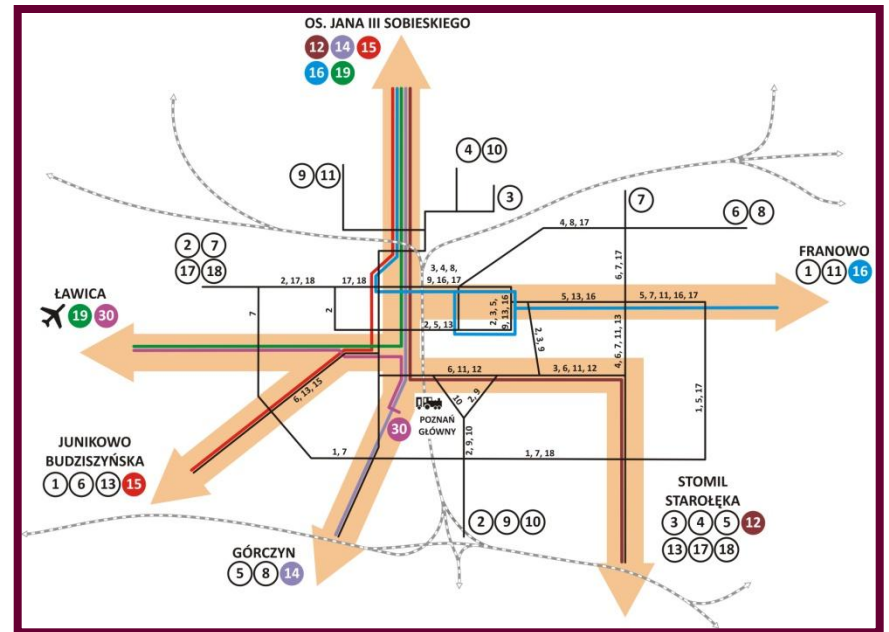 OS. JANA III SOBIESKIEGO
12 14 15
16 19
4 10
9 11
3
7
6 8
4, 8, 17
2 7
17 18
2, 17, 18
17, 18
3, 4, 8,
9, 16, 17
6, 7, 17
FRANOWO
1 11 16
ŁAWICA
19 30
7
2
2, 5, 13
2, 3, 5,
9, 13, 16
5, 13, 16
5, 7, 11, 16, 17
2, 3, 9
4, 6, 7, 11, 13
6, 11, 12
3, 6, 11, 12
6, 13, 15
10
2, 9
1, 5, 17
30
POZNAŃ
GŁÓWNY
JUNIKOWO
BUDZISZYŃSKA
1 6 13 15
1, 7
2, 9, 10
1, 7, 18
STOMIL
STAROŁĘKA
3 4 5 12
13 17 18
2 9 10
GÓRCZYN
5 8 14